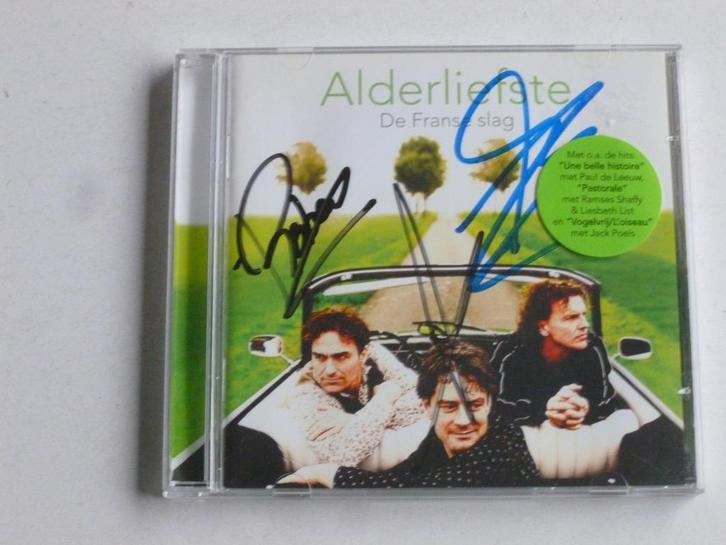 Alderliefste
De Franse slag
Met o.a. de hits:
"Une belle histoire"
met Paul de Leeuw,
"Pastorale"
met Ramses Shaffy
& Liesbeth List
en "Vogelvrij/L'oiseau"
met Jack Poels